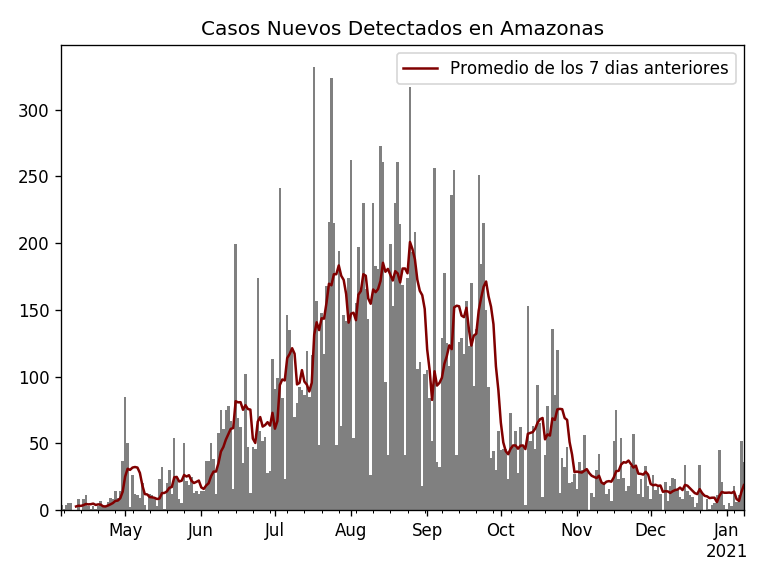 Casos Nuevos Detectados en Amazonas
Promedio de los 7 dias anteriores
300
250
200
150
100
50
0
May Jun Jul Aug Sep Oct Nov Dec Jan
2021